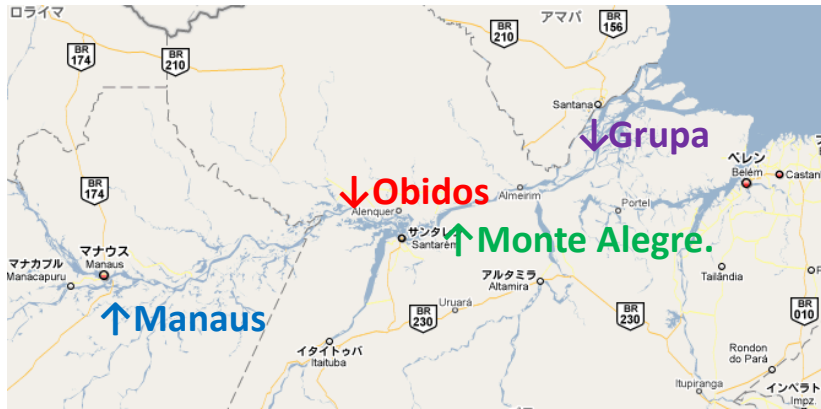 ロライマ
アマパ
BR
174
BR
210
BR
210
BR
156
Santana
↓Grupa
ベレン
Belém
Castanh
BR
174
↓Obidos
Almeirim
Portel
Alenquer
サンタレ
Santarém
↑Monte Alegre.
マナウス
Manaus
マナカプル
Manacapuru
アルタミラ
Altamira
Tailândia
↑Manaus
Uruará
BR
230
BR
230
BR
010
イタイトゥバ
Itaituba
Rondon
do Pará
Itupiranga
インペラト
Impz.